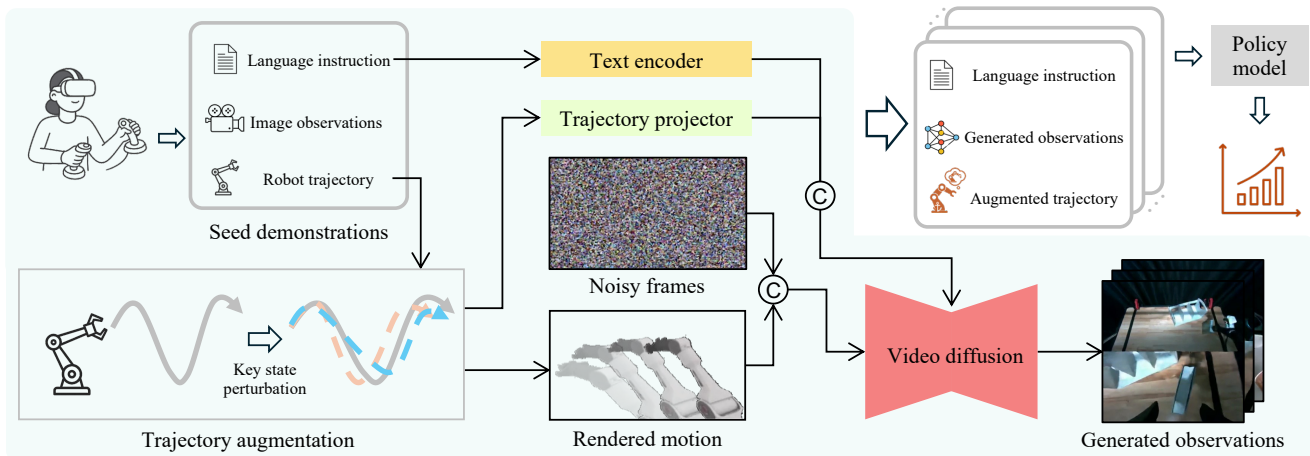 Language instruction
Image observations
Robot trajectory
Seed demonstrations
Text encoder
Trajectory projector
Noisy frames
C
C
Key state
perturbation
Trajectory augmentation
Rendered motion
Video diffusion
Generated observations
Language instruction
Generated observations
Augmented trajectory
Policy
model